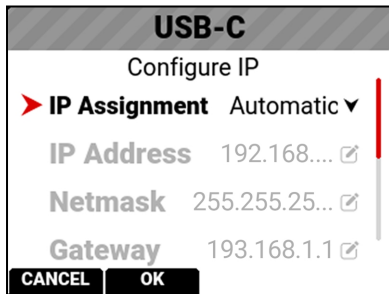 USB-C
Configure IP
IP Assignment Automatic
IP Address 192.168....
Netmask 255.255.25...
Gateway 193.168.1.1
CANCEL OK